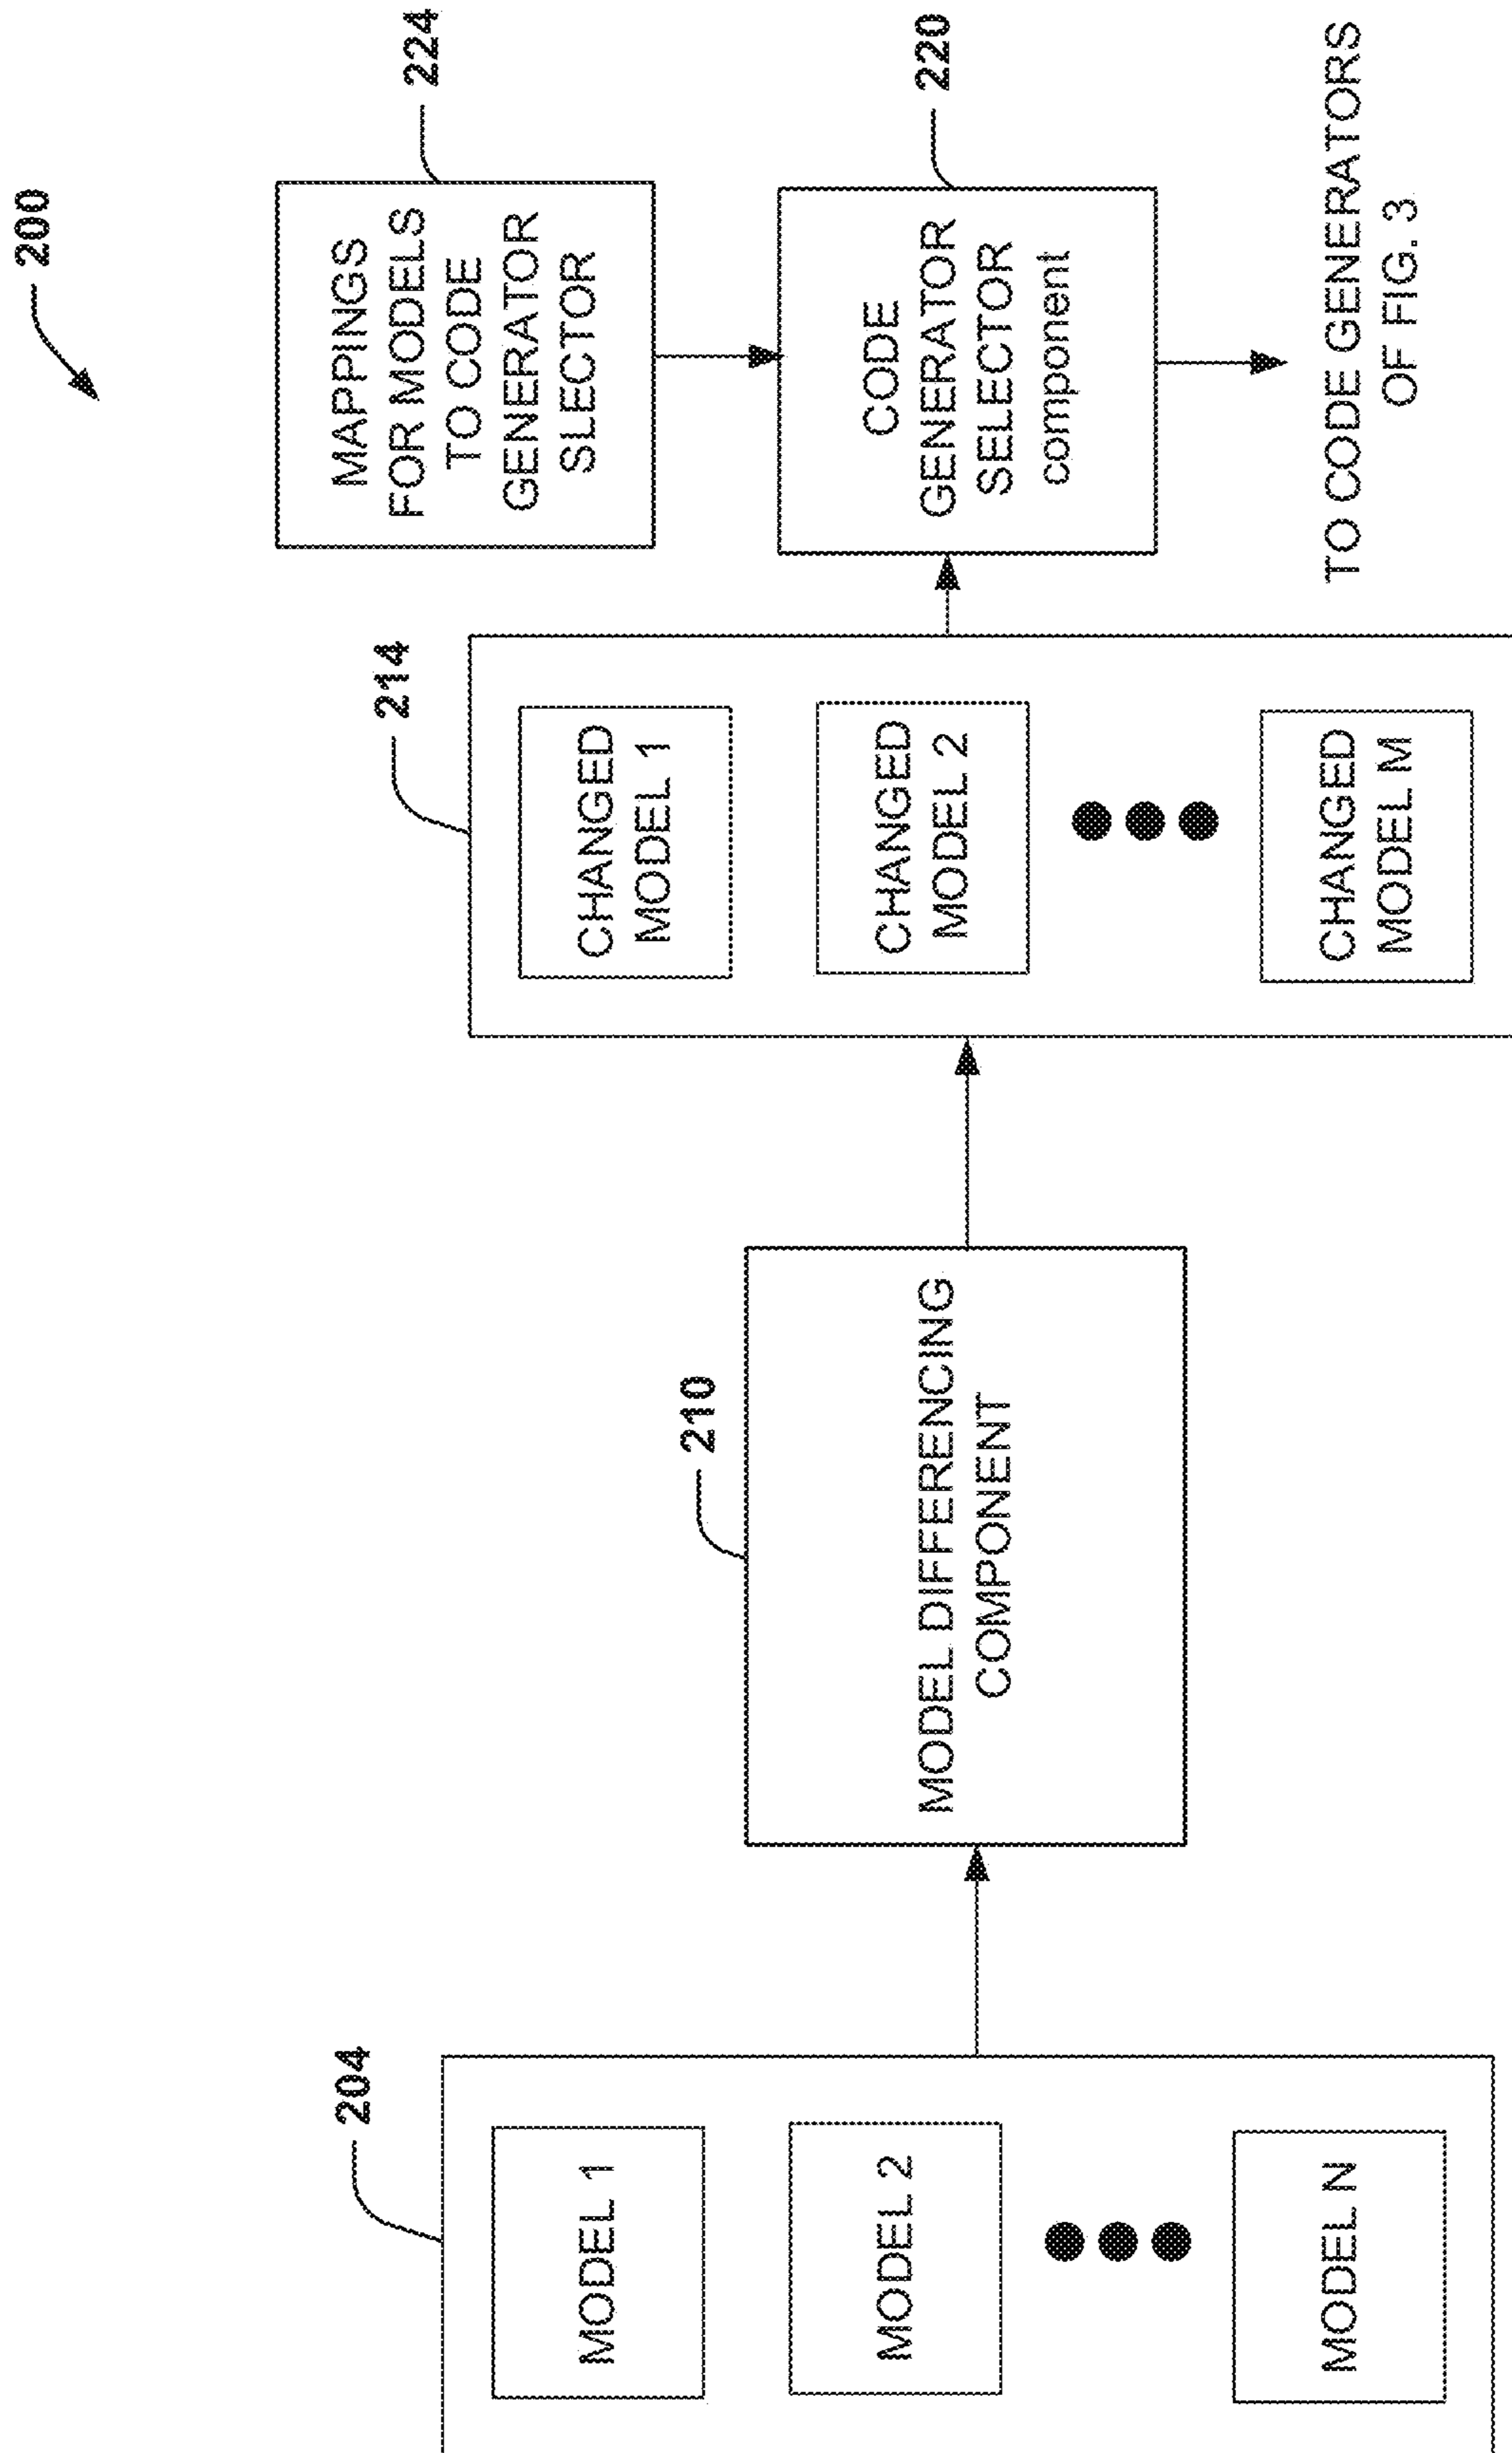 200
204
MODEL 1
MODEL 2
MODEL N
210
MODEL DIFFERENCING
COMPONENT
214
CHANGED
MODEL 1
CHANGED
MODEL 2
CHANGED
MODEL M
224
MAPPINGS
FOR MODELS
TO CODE
GENERATOR
SLECTOR
220
CODE
GENERATOR
SELECTOR
component
TO CODE GENERATORS
OF FIG. 3